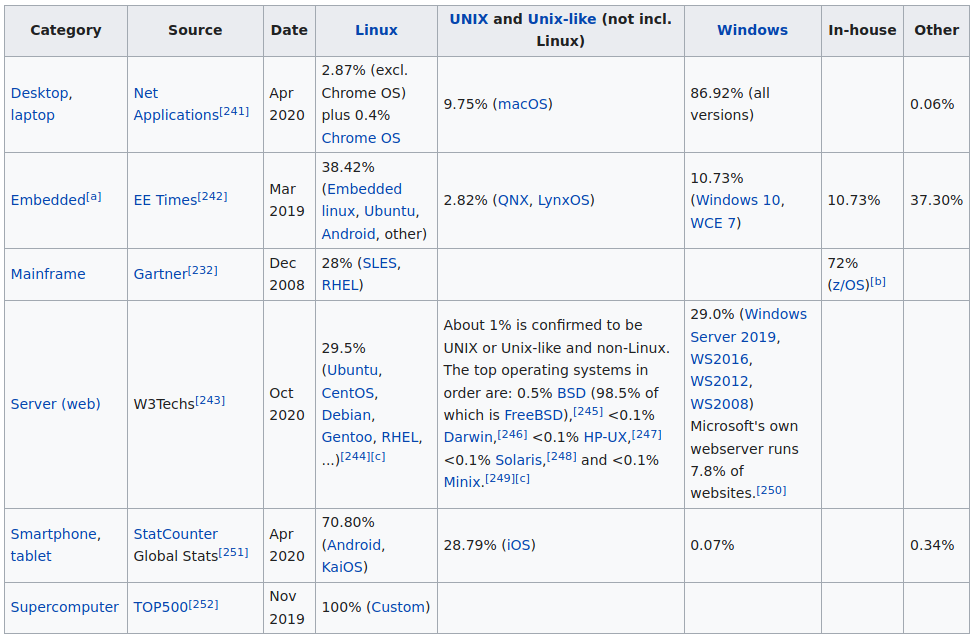 Category Source Date Linux UNIX and Unix-like (not incl. Linux) Windows In-house Other
Desktop, laptop
Net Applications[241]
Apr 2020
2.87% (excl. Chrome OS) plus 0.4% Chrome OS
9.75% (macOS)
86.92% (all versions)
0.06%
Embedded[a]
EE Times[242]
Mar 2019
38.42% (Embedded linux, Ubuntu, Android, other)
2.82% (QNX, LynxOS)
10.73% (Windows 10, WCE 7)
10.73%
37.30%
Mainframe
Gartner[232]
Dec 2008
28% (SLES, RHEL)
72% (z/OS)[b]
Server (web)
W3Techs[243]
Oct 2020
29.5% (Ubuntu, CentOS, Debian, Gentoo, RHEL, ...)[244][c]
About 1% is confirmed to be UNIX or Unix-like and non-Linux. The top operating systems in order are: 0.5% BSD (98.5% of which is FreeBSD),[245] <0.1% Darwin,[246] <0.1% HP-UX,[247] <0.1% Solaris,[248] and <0.1% Minix.[249][c]
29.0% (Windows Server 2019, WS2016, WS2012, WS2008) Microsoft's own webserver runs 7.8% of websites.[250]
Smartphone, tablet
StatCounter Global Stats[251]
Apr 2020
70.80% (Android, KaiOS)
28.79% (iOS)
0.07%
0.34%
Supercomputer
TOP500[252]
Nov 2019
100% (Custom)